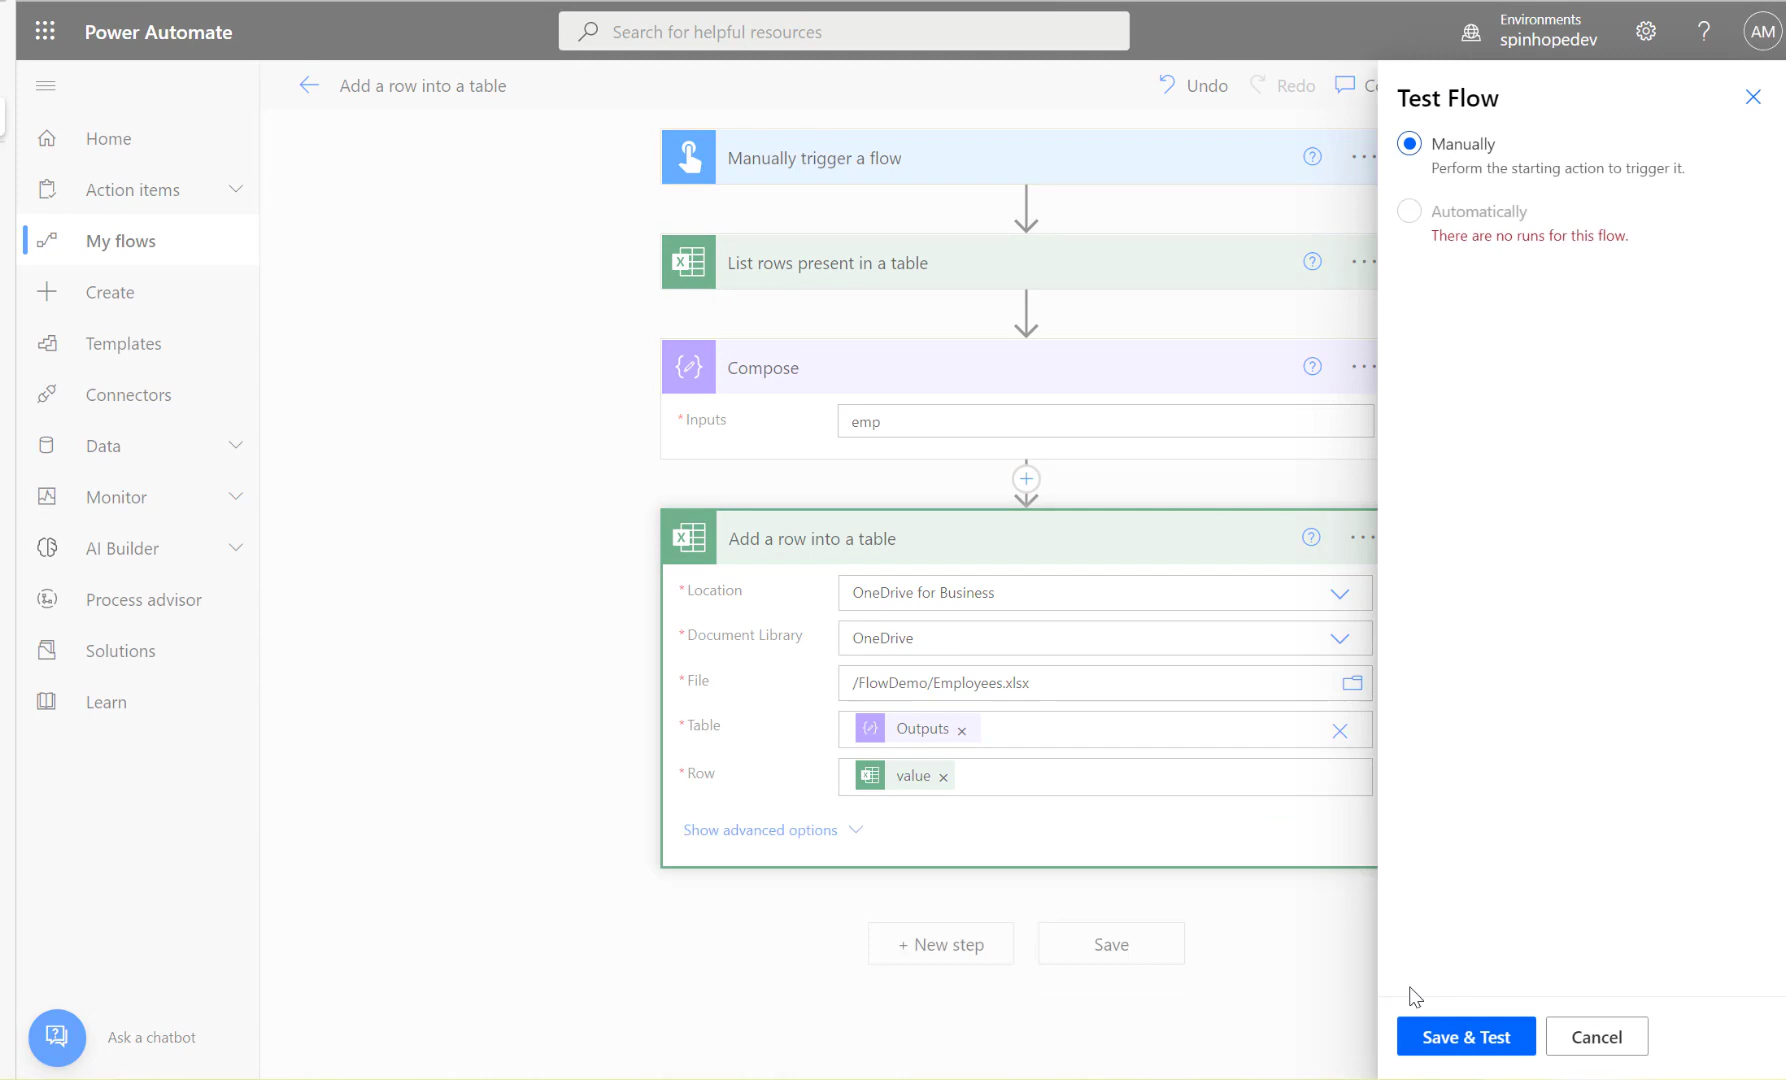 Power Automate
Search for helpful resources
Environments
spinhopedev
?
AM
Add a row into a table
Undo
Redo
Home
Action items
My flows
Create
Templates
Connectors
Data
Monitor
AI Builder
Process advisor
Solutions
Learn
Ask a chatbot
Manually trigger a flow
List rows present in a table
Compose
* Inputs
emp
Add a row into a table
* Location
OneDrive for Business
* Document Library
OneDrive
* File
/FlowDemo/Employees.xlsx
* Table
Outputs
* Row
value
Show advanced options
+ New step
Save
Test Flow
Manually
Perform the starting action to trigger it.
Automatically
There are no runs for this flow.
Save & Test
Cancel